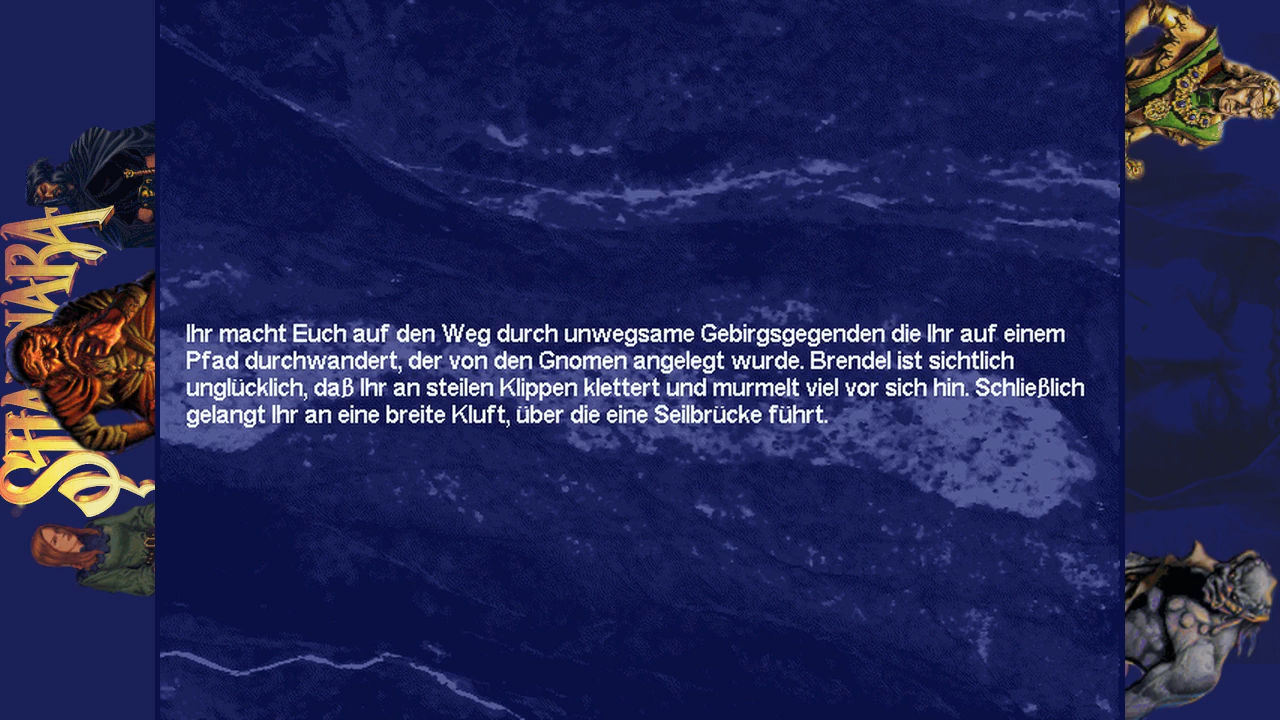 SHANNARA
Ihr macht Euch auf den Weg durch unwegsame Gebirgsgegenden die Ihr auf einem
Pfad durchwandert, der von den Gnomen angelegt wurde. Brendel ist sichtlich
unglücklich, daß Ihr an steilen Klippen klettert und murmelt viel vor sich hin. Schließlich
gelangt Ihr an eine breite Kluft, über die eine Seilbrücke führt.